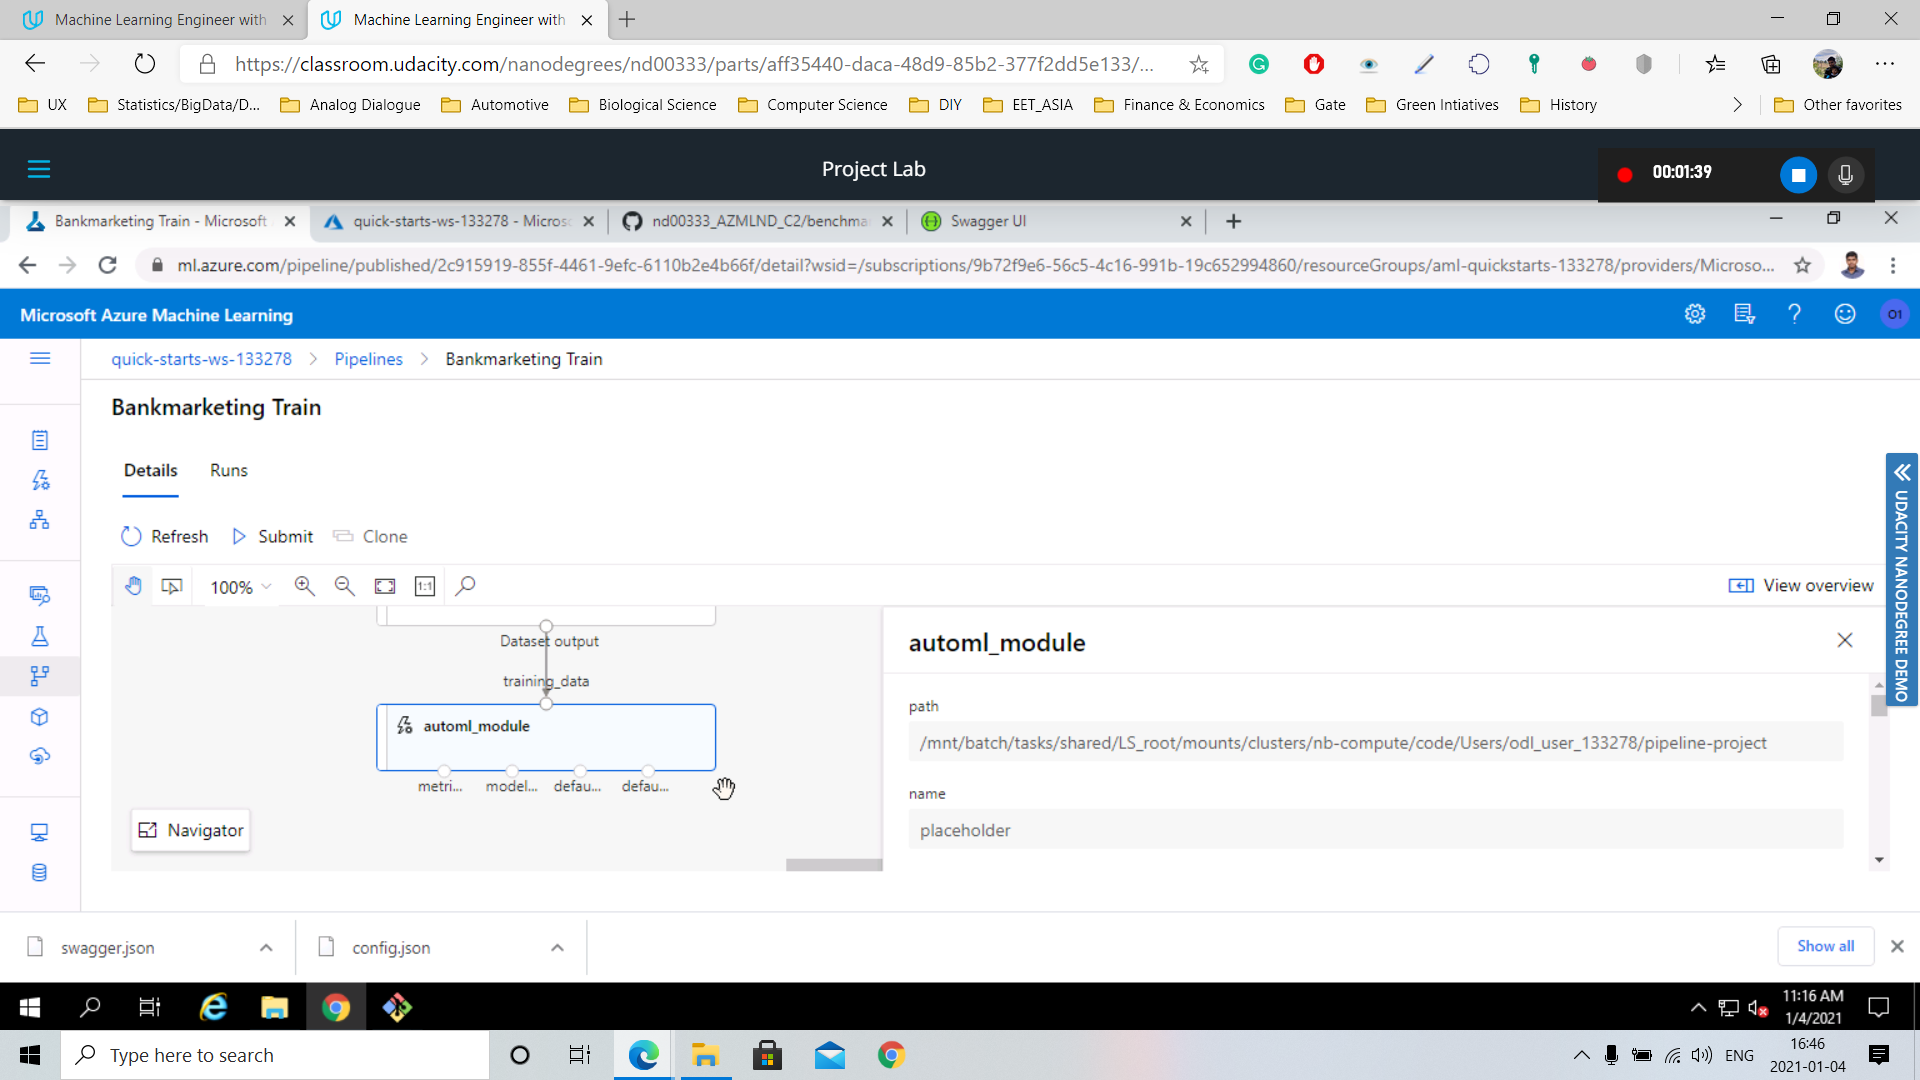 Machine Learning Engineer with
Machine Learning Engineer with
https://classroom.udacity.com/nanodegrees/nd00333/parts/aff35440-daca-48d9-85b2-377f2dd5e133/...
UX
Statistics/BigData/D...
Analog Dialogue
Automotive
Biological Science
Computer Science
DIY
EET_ASIA
Finance & Economics
Gate
Green Intiatives
History
Other favorites
Project Lab
00:01:39
Bankmarketing Train - Microsoft
quick-starts-ws-133278 - Micros
nd00333_AZMLND_C2/benchma
Swagger UI
ml.azure.com/pipeline/published/2c915919-855f-4461-9efc-6110b2e4b66f/detail?wsid=/subscriptions/9b72f9e6-56c5-4c16-991b-19c652994860/resourceGroups/aml-quickstarts-133278/providers/Microso...
Microsoft Azure Machine Learning
O1
quick-starts-ws-133278 > Pipelines > Bankmarketing Train
Bankmarketing Train
Details
Runs
Refresh
Submit
Clone
100%
1:1
View overview
Dataset output
training_data
automl_module
metri...
model...
defau...
defau...
Navigator
automl_module
path
/mnt/batch/tasks/shared/LS_root/mounts/clusters/nb-compute/code/Users/odl_user_133278/pipeline-project
name
placeholder
UDACITY NANODEGREE DEMO
swagger.json
config.json
Show all
11:16 AM
1/4/2021
Type here to search
ENG
16:46
2021-01-04